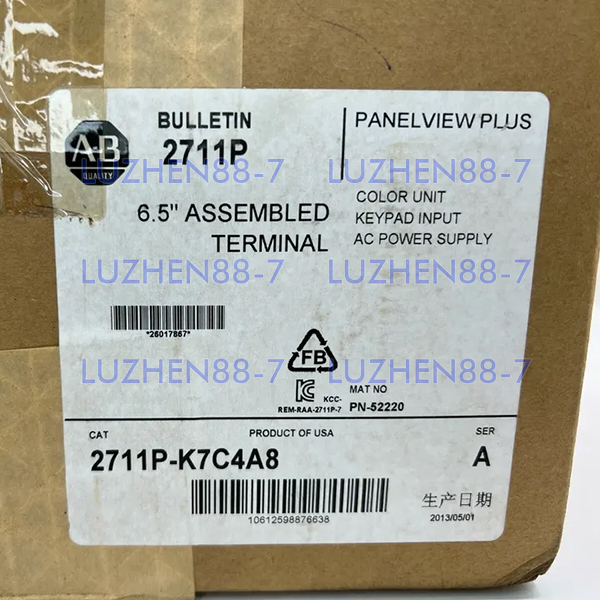 BULLETIN
2711P
A-B
QUALITY
6.5" ASSEMBLED
TERMINAL
PANELVIEW PLUS
COLOR UNIT
KEYPAD INPUT
AC POWER SUPPLY
LUZHEN88-7 LUZHEN88-7
LUZHEN88-7 LUZHEN88-7
LUZHEN88-7 LUZHEN88-7
*26017867*
FB
KCC-
REM-RAA-2711P-7
MAT NO
PN-52220
CAT
PRODUCT OF USA
SER
2711P-K7C4A8
A
10612598876638
生产日期
2013/05/01